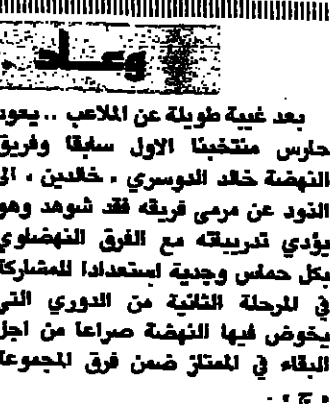 وعاد ..
بعد غيبة طويلة عن الملاعب .. يعود
حارس منتخبنا الاول سابقا وفريق
النهضة خالد الدوسري « خالدين » الى
الذود عن مرمى فريقه فقد شوهد وهو
يؤدي تدريباته مع الفرق النهضاوي
بكل حماس وجدية استعدادا للمشاركة
في المرحلة الثانية من الدوري التي
يخوض فيها النهضة صراعا من اجل
البقاء في الممتاز ضمن فرق المجموعة
« ج » .